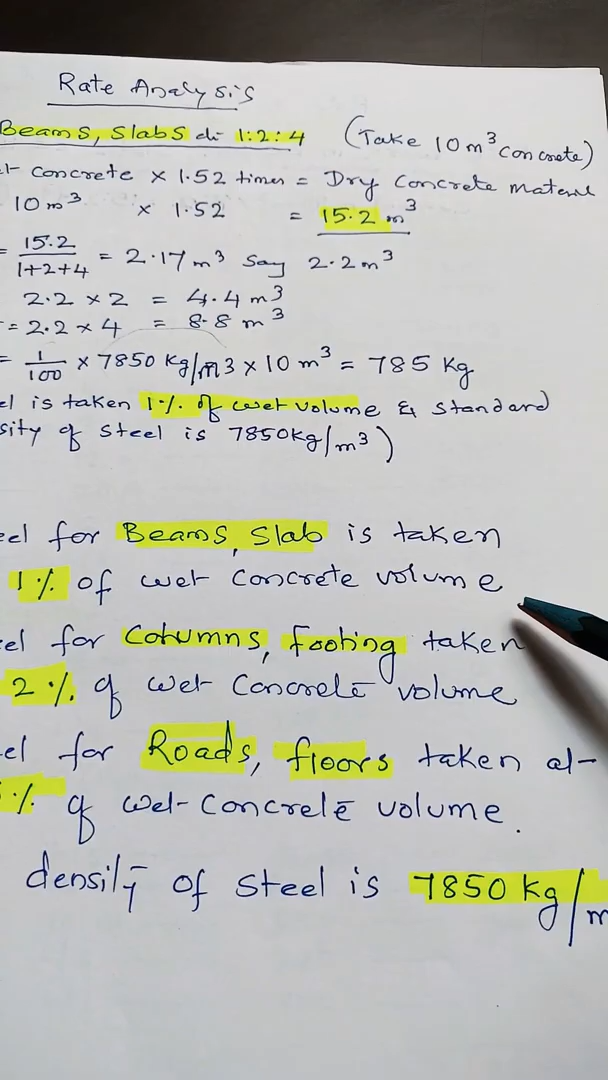 Rate Analysis
Beams, Slabs at 1:2:4 (Take 10 m³ concrete)
concrete × 1.52 times = Dry Concrete Material
10 m³ × 1.52 = 15.2 m³
= 15.2 / 1+2+4 = 2.17 m³ Say 2.2 m³
2.2 × 2 = 4.4 m³
= 2.2 × 4 = 8.8 m³
= 1/100 × 7850 Kg/m3 × 10 m³ = 785 Kg
el is taken 1% of wet volume & standard
sity of steel is 7850kg/m³)
eel for Beams, Slab is taken
1% of wet concrete volume
el for columns, footing taken
2% of wet Concrete volume
el for Roads, floors taken at-
% of wet-concrete volume.
density of steel is 7850 kg/m